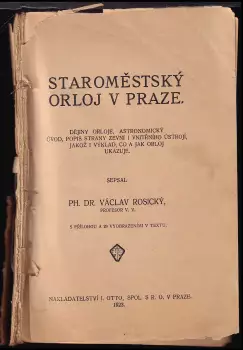 STAROMĚSTSKÝ
ORLOJ V PRAZE.
DĚJINY ORLOJE, ASTRONOMICKÝ
ÚVOD, POPIS STRANY ZEVNÍ I VNITŘNÍHO ÚSTROJÍ,
JAKOŽ I VÝKLAD, CO A JAK ORLOJ
UKAZUJE.
SEPSAL
PH. DR. VÁCLAV ROSICKÝ,
PROFESOR V. V.
S PŘÍLOHOU A 20 VYOBRAZENÍMI V TEXTU.
NAKLADATELSTVÍ J. OTTO, SPOL. S R. O. V PRAZE.
1923.